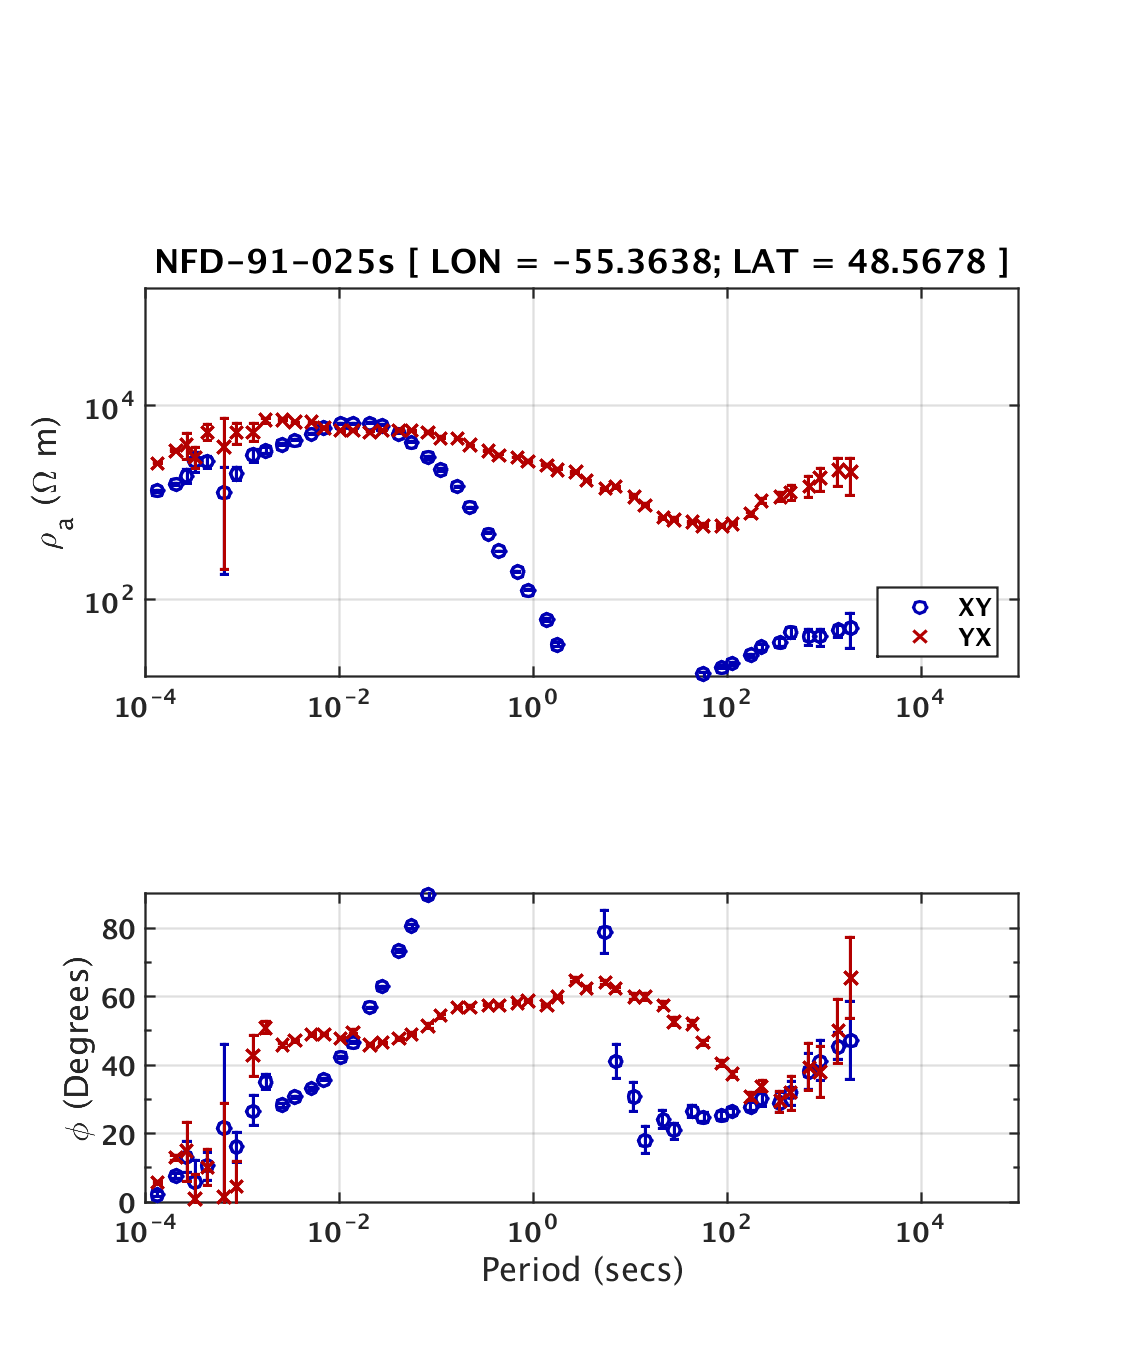 NFD-91-025s [ LON = -55.3638; LAT = 48.5678 ]
ρa (Ω m)
10^4
10^2
XY
YX
10^-4 10^-2 10^0 10^2 10^4
ϕ (Degrees)
80
60
40
20
0
10^-4 10^-2 10^0 10^2 10^4
Period (secs)